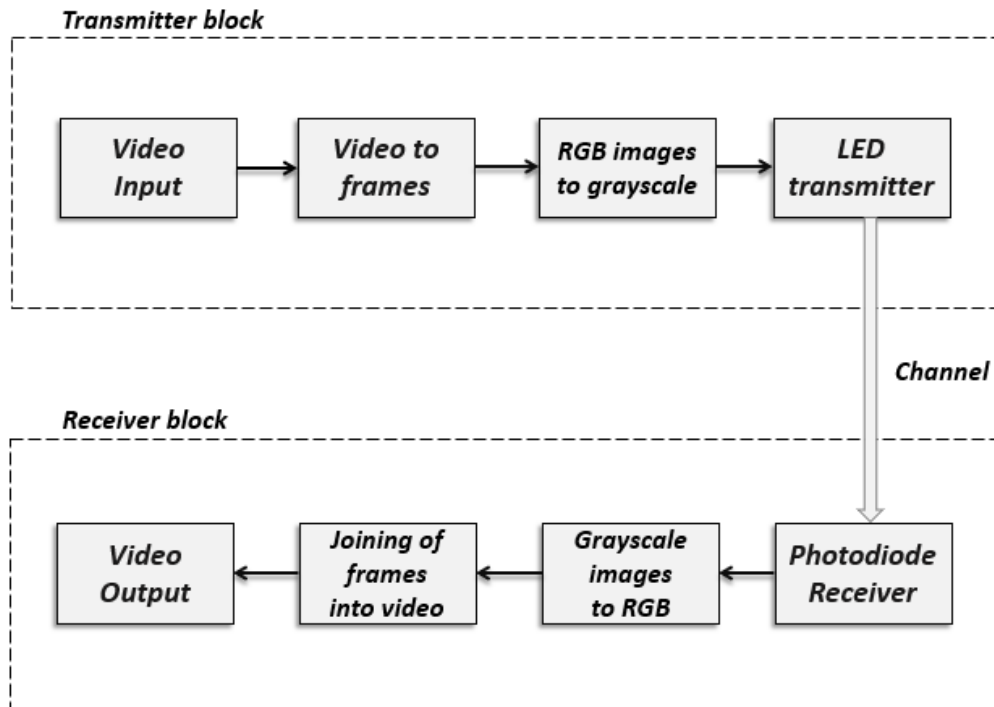 Transmitter block
Video
Input
Video to
frames
RGB images
to grayscale
LED
transmitter
Channel
Receiver block
Video
Output
Joining of
frames
into video
Grayscale
images
to RGB
Photodiode
Receiver